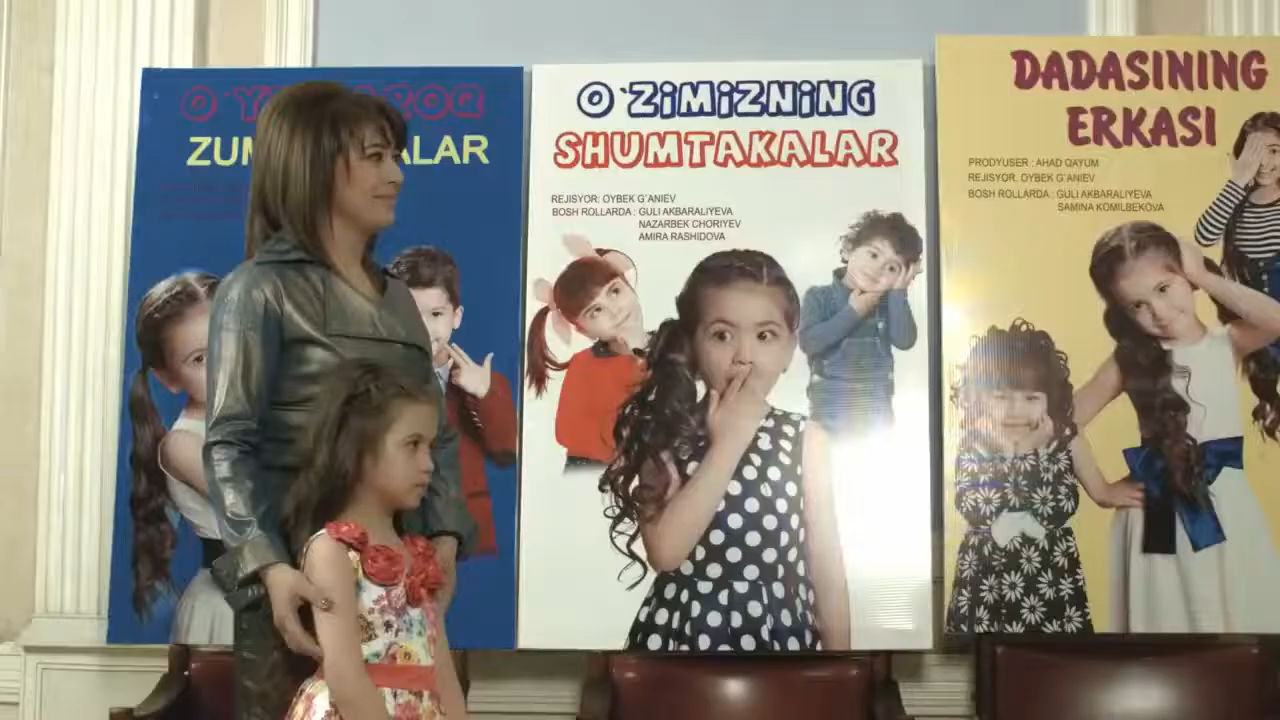 ZUM ALAR
O`ZIMIZNING
SHUMTAKALAR
REJISYOR: OYBEK G`ANIEV
BOSH ROLLARDA : GULI AKBARALIYEVA
NAZARBEK CHORIYEV
AMIRA RASHIDOVA
DADASINING
ERKASI
PRODYUSER : AHAD QAYUM
REJISYOR. OYBEK G`ANIEV
BOSH ROLLARDA : GULI AKBARALIYEVA
SAMINA KOMILBEKOVA